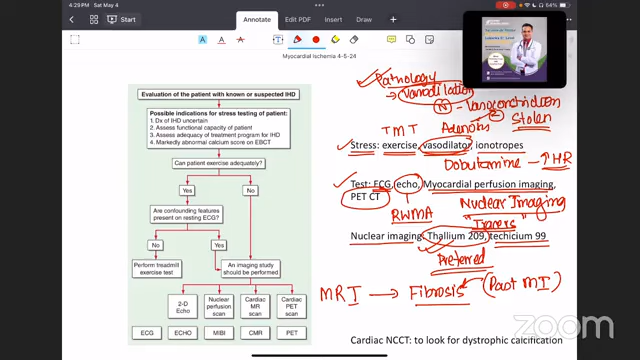 4:29 PM Sat May 4
54%
Start
Annotate
Edit PDF
Insert
Draw
Myocardial Ischemia 4-5-24
Evaluation of the patient with known or suspected IHD
Possible indications for stress testing of patient:
1. Dx of IHD uncertain
2. Assess functional capacity of patient
3. Assess adequacy of treatment program for IHD
4. Markedly abnormal calcium score on EBCT
Can patient exercise adequately?
Yes
No
Are confounding features
present on resting ECG?
No
Yes
Perform treadmill
exercise test
An imaging study
should be performed
2-D
Echo
Nuclear
perfusion
scan
Cardiac
MR
scan
Cardiac
PET
scan
ECG
ECHO
MIBI
CMR
PET
Pathology
→ Vasodilation
N - Vasoconstriction
Stolen
TMT
Adenosine
Stress: exercise, vasodilator, ionotropes
Dobutamine → ↑HR
Test: ECG, echo, Myocardial perfusion imaging,
PET CT
RWMA
Nuclear Imaging
"Tracers"
Nuclear imaging: Thallium 209, techicium 99
Preferred
MRI → Fibrosis (Past MI)
Cardiac NCCT: to look for dystrophic calcification
zoom